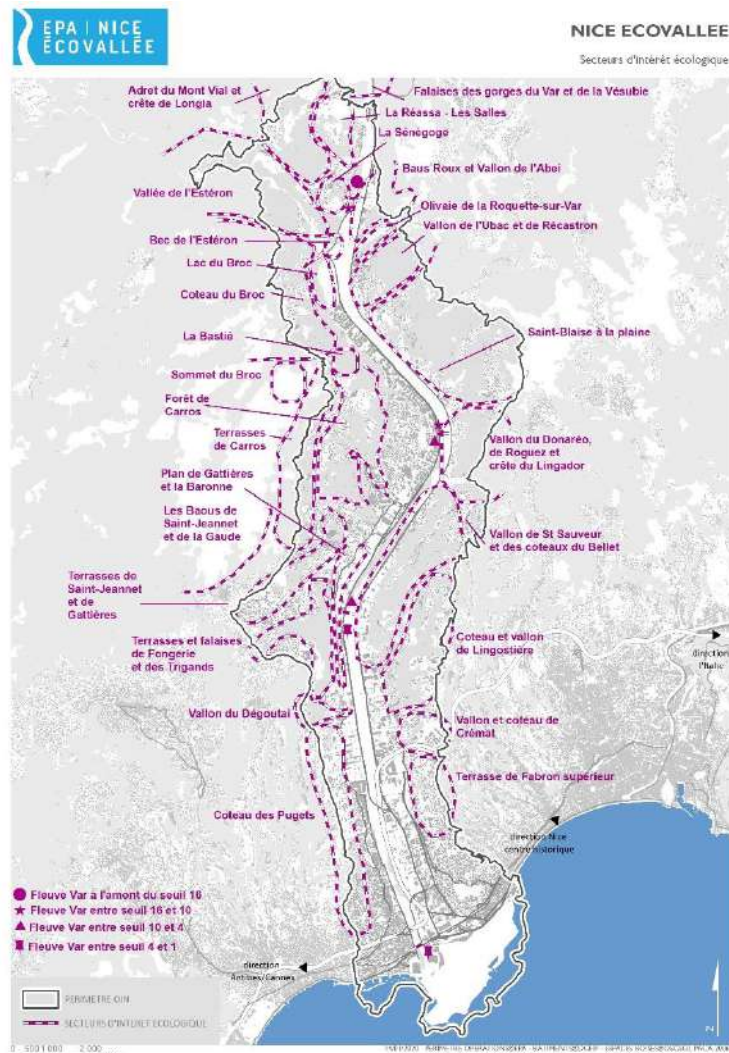 EPA | NICE
ÉCOVALLÉE
NICE ECOVALLEE
Secteurs d'intérêt écologique
Adret du Mont Vial et
crête de Longia
Falaises des gorges du Var et de la Vésubie
La Réassa - Les Salles
La Sénégoge
Baus Roux et Vallon de l'Abei
Vallée de l'Estéron
Olivaie de la Roquette-sur-Var
Vallon de l'Ubac et de Récastron
Bec de l'Estéron
Lac du Broc
Coteau du Broc
La Bastié
Saint-Blaise à la plaine
Sommet du Broc
Forêt de
Carros
Terrasses
de Carros
Vallon du Donaréo,
de Roguez et
crête du Lingador
Plan de Gattières
et la Baronne
Les Baous de
Saint-Jeannet
et de la Gaude
Vallon de St Sauveur
et des coteaux du Bellet
Terrasses de
Saint-Jeannet
et de
Gattières
Terrasses et falaises
de Fongerie
et des Trigands
Coteau et vallon
de Lingostière
direction
l'Italie
Vallon du Dégoutai
Vallon et coteau de
Crémat
Terrasse de Fabron supérieur
Coteau des Pugets
direction Nice
centre historique
Fleuve Var à l'amont du seuil 16
Fleuve Var entre seuil 16 et 10
Fleuve Var entre seuil 10 et 4
Fleuve Var entre seuil 4 et 1
direction
Antibes/Cannes
PERIMETRE OIN
SECTEURS D'INTERET ECOLOGIQUE
0 500 1 000 2 000
N